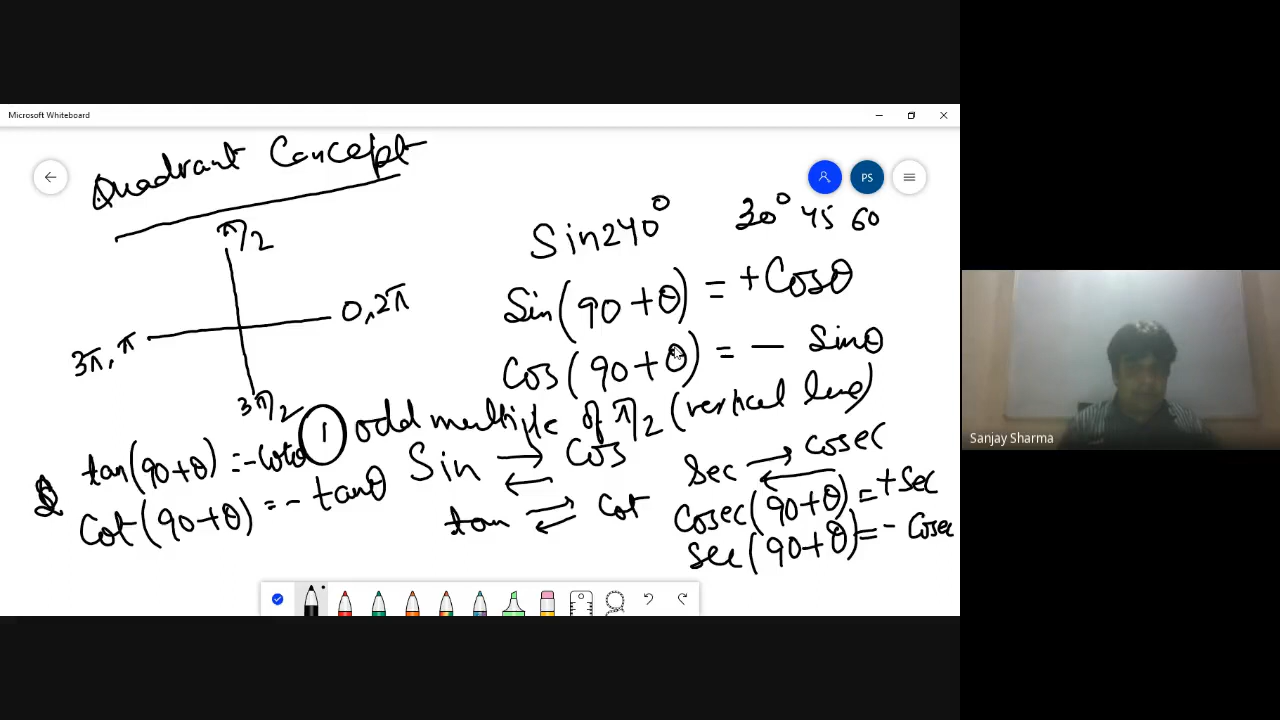 Microsoft Whiteboard
Quadrant Concept
π/2
0, 2π
3π, π
3π/2
PS
Sin240°
30° 45 60
Sin(90+θ) = +Cosθ
Cos(90+θ) = - Sinθ
① odd multiple of π/2 (vertical line)
tan(90+θ) = -cotθ
Cot(90+θ) = - tanθ
Sin → Cos
←
tan ⇄ Cot
Sec → Cosec
←
Cosec(90+θ) = +Sec
Sec(90+θ) = - Cosec
Sanjay Sharma